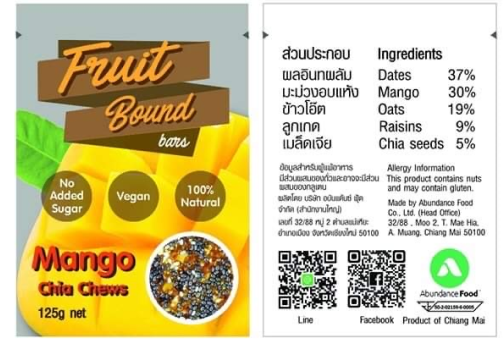 Fruit
Bound
bars
No
Added
Sugar
Vegan
100%
Natural
Mango
Chia Chews
125g net
ส่วนประกอบ Ingredients
ผลอินทผลัม Dates 37%
มะม่วงอบแห้ง Mango 30%
ข้าวโอ๊ต Oats 19%
ลูกเกด Raisins 9%
เมล็ดเจีย Chia seeds 5%
ข้อมูลสำหรับผู้แพ้อาหาร
มีส่วนผสมของถั่วและอาจจะมีส่วน
ผสมของกลูเตน
ผลิตโดย บริษัท อบันแด๊นซ์ ฟู้ด
จำกัด (สำนักงานใหญ่)
เลขที่ 32/88 หมู่ 2 ตำบลแม่เหียะ
อำเภอเมือง จังหวัดเชียงใหม่ 50100
Allergy Information
This product contains nuts
and may contain gluten.
Made by Abundance Food
Co., Ltd. (Head Office)
32/88 , Moo 2, T. Mae Hia,
A. Muang, Chiang Mai 50100
Abundance Food
Line
Facebook
Product of Chiang Mai